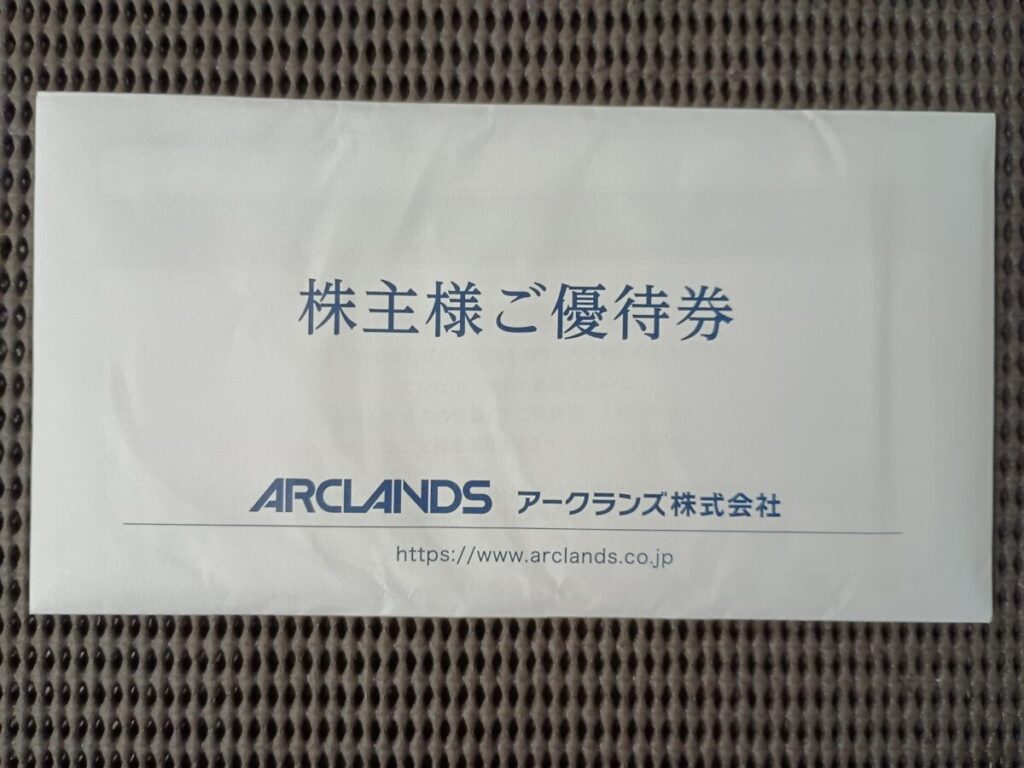 株主様ご優待券
ARCLANDS アークランズ株式会社
https://www.arclands.co.jp